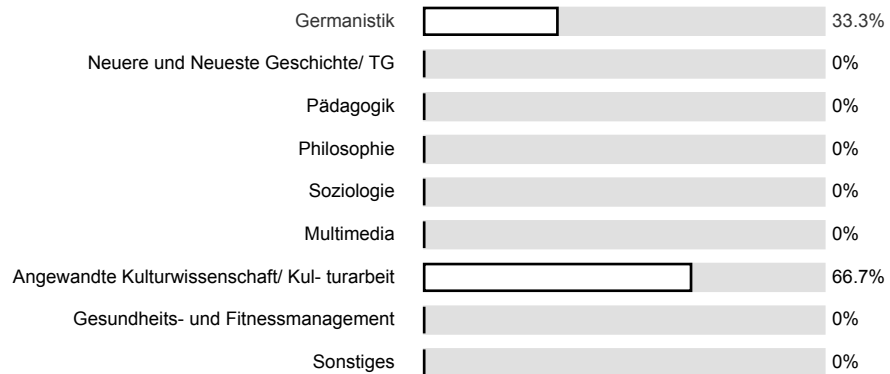 Germanistik 33.3%
Neuere und Neueste Geschichte/ TG 0%
Pädagogik 0%
Philosophie 0%
Soziologie 0%
Multimedia 0%
Angewandte Kulturwissenschaft/ Kul- turarbeit 66.7%
Gesundheits- und Fitnessmanagement 0%
Sonstiges 0%